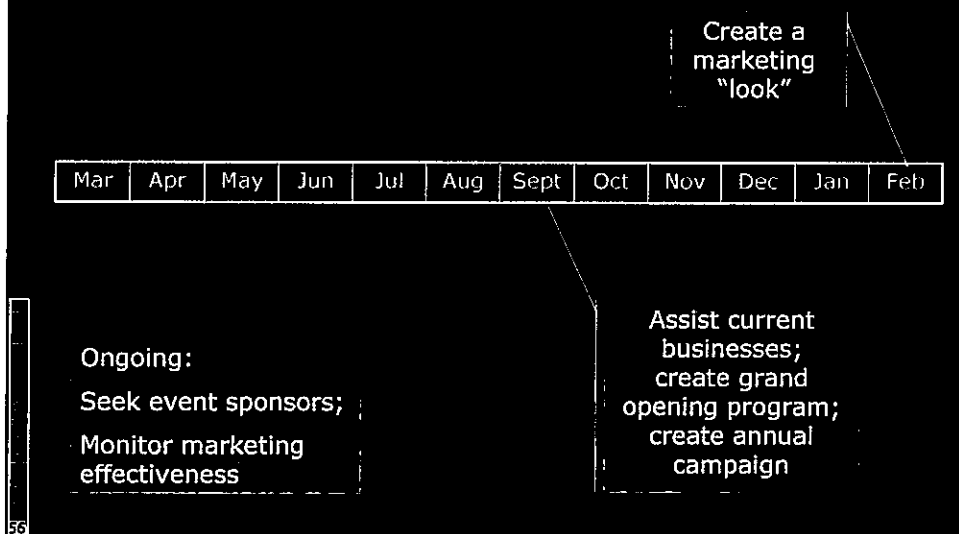 Create a
marketing
“look”
Mar Apr May Jun Jul Aug Sept Oct Nov Dec Jan Feb
Assist current
businesses;
create grand
opening program;
create annual
campaign
Ongoing:
Seek event sponsors;
Monitor marketing
effectiveness
56